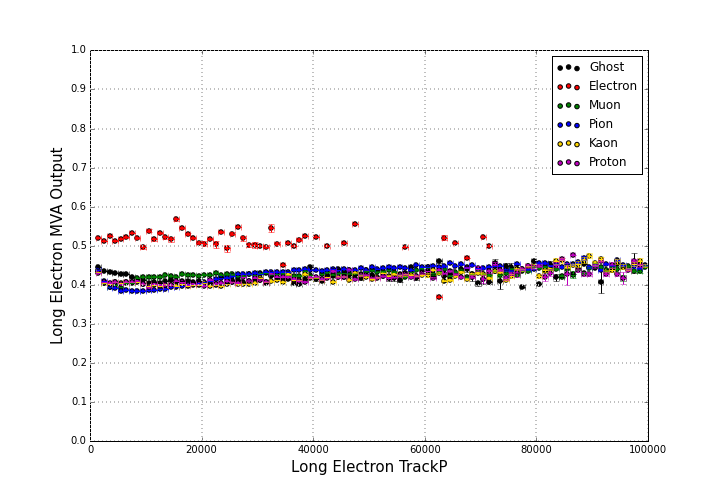 1.0
0.9
0.8
0.7
0.6
0.5
0.4
0.3
0.2
0.1
0.0
Long Electron MVA Output
Ghost
Electron
Muon
Pion
Kaon
Proton
0 20000 40000 60000 80000 100000
Long Electron TrackP